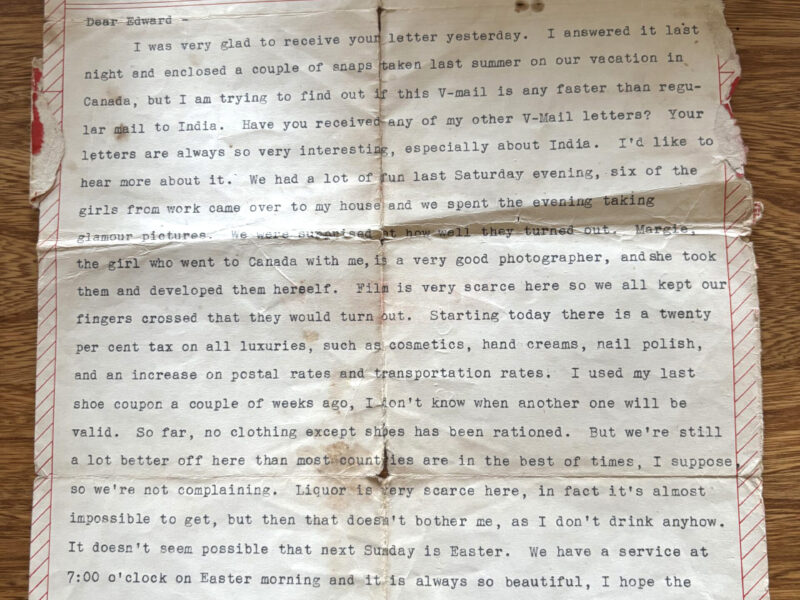 Dear Edward -
I was very glad to receive your letter yesterday. I answered it last
night and enclosed a couple of snaps taken last summer on our vacation in
Canada, but I am trying to find out if this V-mail is any faster than regu-
lar mail to India. Have you received any of my other V-Mail letters? Your
letters are always so very interesting, especially about India. I'd like to
hear more about it. We had a lot of fun last Saturday evening, six of the
girls from work came over to my house and we spent the evening taking
glamour pictures. We were surprised at how well they turned out. Margie,
the girl who went to Canada with me, is a very good photographer, and she took
them and developed them herself. Film is very scarce here so we all kept our
fingers crossed that they would turn out. Starting today there is a twenty
per cent tax on all luxuries, such as cosmetics, hand creams, nail polish,
and an increase on postal rates and transportation rates. I used my last
shoe coupon a couple of weeks ago, I don't know when another one will be
valid. So far, no clothing except shoes has been rationed. But we're still
a lot better off here than most countries are in the best of times, I suppose,
so we're not complaining. Liquor is very scarce here, in fact it's almost
impossible to get, but then that doesn't bother me, as I don't drink anyhow.
It doesn't seem possible that next Sunday is Easter. We have a service at
7:00 o'clock on Easter morning and it is always so beautiful, I hope the